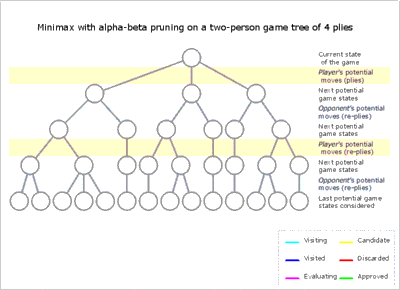 Minimax with alpha-beta pruning on a two-person game tree of 4 plies
Current state
of the game
Player's potential
moves (plies)
Next potential
game states
Opponent's potential
moves (re-plies)
Next potential
game states
Player's potential
moves (re-plies)
Next potential
game states
Opponent's potential
moves (re-plies)
Last potential game
states considered
Visiting
Candidate
Visited
Discarded
Evaluating
Approved